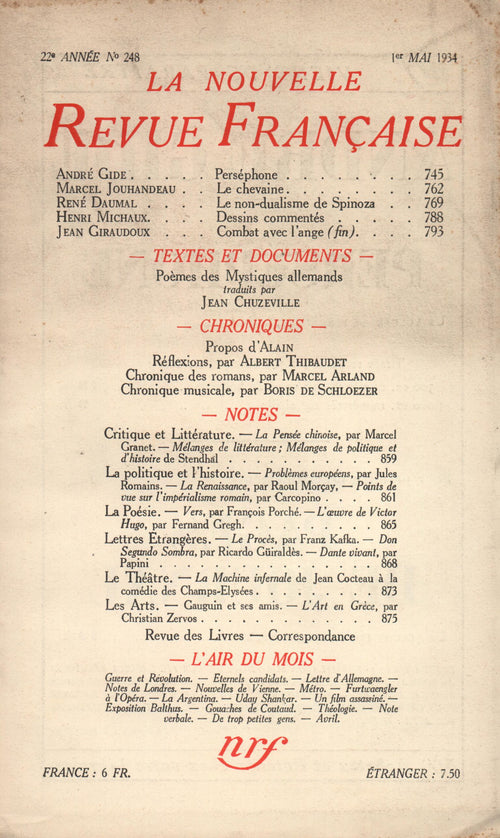 22e ANNÉE No 248 1er MAI 1934
LA NOUVELLE
REVUE FRANÇAISE
ANDRÉ GIDE . . . . . Perséphone . . . . . . . . 745
MARCEL JOUHANDEAU . . Le chevaine. . . . . . . . 762
RENÉ DAUMAL . . . . Le non-dualisme de Spinoza . . 769
HENRI MICHAUX. . . . Dessins commentés . . . . . 788
JEAN GIRAUDOUX . . . Combat avec l'ange (fin). . . . 793
— TEXTES ET DOCUMENTS —
Poèmes des Mystiques allemands
traduits par
JEAN CHUZEVILLE
— CHRONIQUES —
Propos d'ALAIN
Réflexions, par ALBERT THIBAUDET
Chronique des romans, par MARCEL ARLAND
Chronique musicale, par BORIS DE SCHLOEZER
— NOTES —
Critique et Littérature. — La Pensée chinoise, par Marcel
Granet. — Mélanges de littérature ; Mélanges de politique et
d'histoire de Stendhal . . . . . . . . . . . 859
La politique et l'histoire. — Problèmes européens, par Jules
Romains. — La Renaissance, par Raoul Morçay, — Points de
vue sur l'impérialisme romain, par Carcopino . . . . 861
La Poésie. — Vers, par François Porché. — L'œuvre de Victor
Hugo, par Fernand Gregh. . . . . . . . . . 865
Lettres Etrangères. — Le Procès, par Franz Kafka. — Don
Segundo Sombra, par Ricardo Güiraldès. — Dante vivant, par
Papini . . . . . . . . . . . . . . . 868
Le Théâtre. — La Machine infernale de Jean Cocteau à la
comédie des Champs-Elysées . . . . . . . . . 873
Les Arts. — Gauguin et ses amis. — L'Art en Grèce, par
Christian Zervos . . . . . . . . . . . . 875
Revue des Livres — Correspondance
— L'AIR DU MOIS —
Guerre et Révolution. — Eternels candidats. — Lettre d'Allemagne. —
Notes de Londres. — Nouvelles de Vienne. — Métro. — Furtwaengler
à l'Opéra. — La Argentina. — Uday Shankar. — Un film assassiné. —
Exposition Balthus. — Gouaches de Coutaud. — Théologie. — Note
verbale. — De trop petites gens. — Avril.
nrf
FRANCE : 6 FR. ÉTRANGER : 7.50